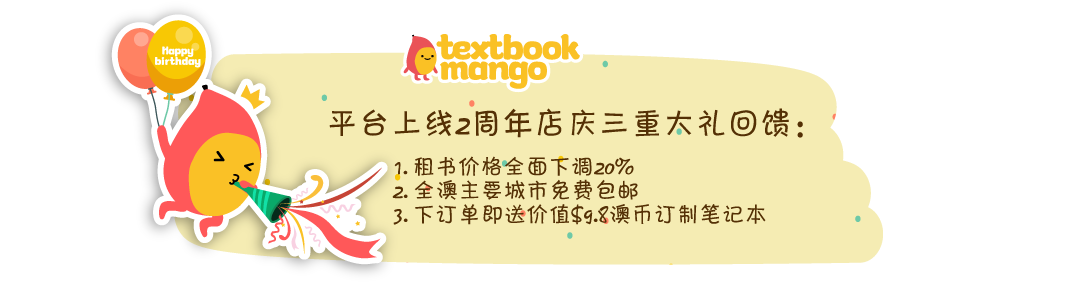 Happy
birthday
textbook
mango
平台上线2周年店庆三重大礼回馈：
1. 租书价格全面下调20%
2. 全澳主要城市免费包邮
3. 下订单即送价值$9.8澳币订制笔记本